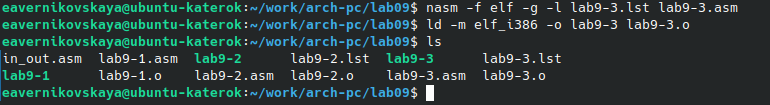 eavernikovskaya@ubuntu-katerok:~/work/arch-pc/lab09$ nasm -f elf -g -l lab9-3.lst lab9-3.asm
eavernikovskaya@ubuntu-katerok:~/work/arch-pc/lab09$ ld -m elf_i386 -o lab9-3 lab9-3.o
eavernikovskaya@ubuntu-katerok:~/work/arch-pc/lab09$ ls
in_out.asm lab9-1.asm lab9-2 lab9-2.lst lab9-3 lab9-3.lst
lab9-1 lab9-1.o lab9-2.asm lab9-2.o lab9-3.asm lab9-3.o
eavernikovskaya@ubuntu-katerok:~/work/arch-pc/lab09$